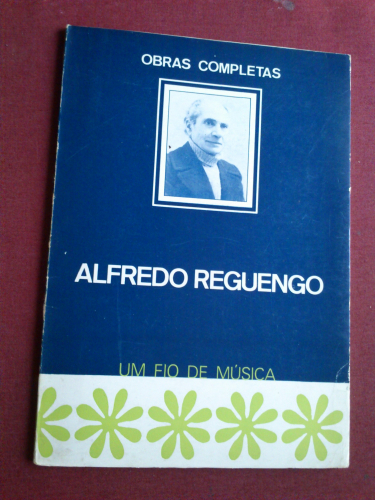 OBRAS COMPLETAS
ALFREDO REGUENGO
UM FIO DE MÚSICA